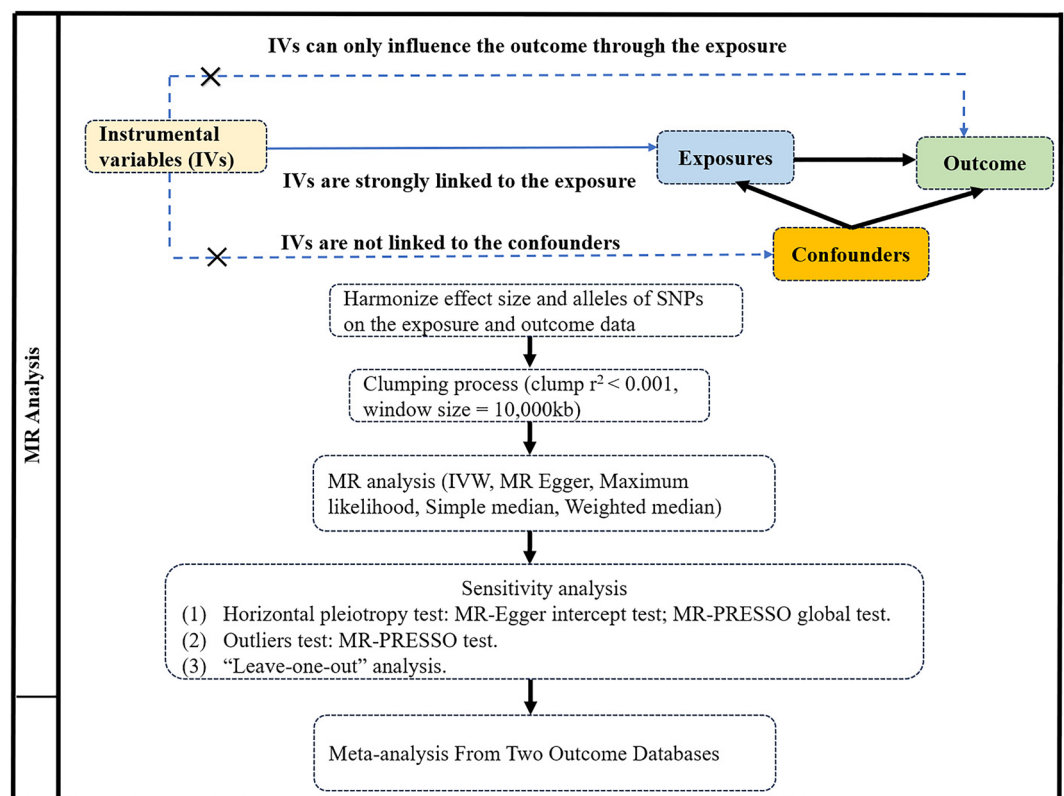 IVs can only influence the outcome through the exposure
Instrumental
variables (IVs)
Exposures
Outcome
IVs are strongly linked to the exposure
IVs are not linked to the confounders
Confounders
Harmonize effect size and alleles of SNPs
on the exposure and outcome data
MR Analysis
Clumping process (clump r² < 0.001,
window size = 10,000kb)
MR analysis (IVW, MR Egger, Maximum
likelihood, Simple median, Weighted median)
Sensitivity analysis
(1) Horizontal pleiotropy test: MR-Egger intercept test; MR-PRESSO global test.
(2) Outliers test: MR-PRESSO test.
(3) “Leave-one-out” analysis.
Meta-analysis From Two Outcome Databases